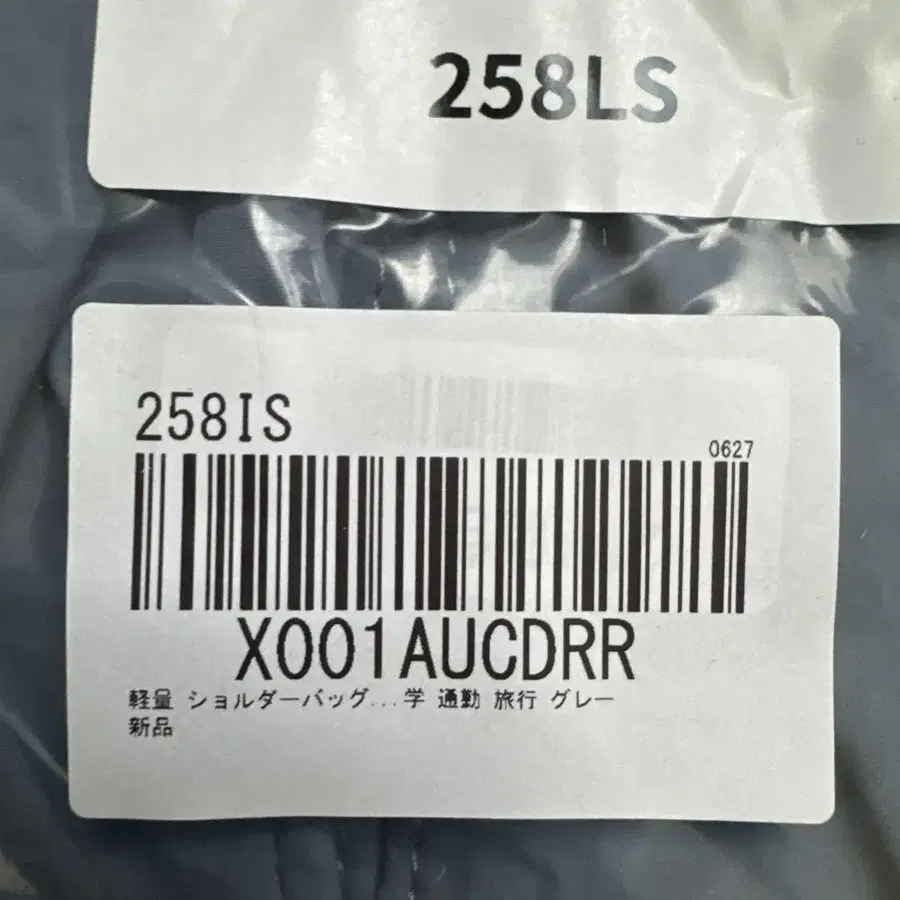 258LS
258IS
0627
X001AUCDRR
軽量 ショルダーバッグ...学 通勤 旅行 グレー
新品